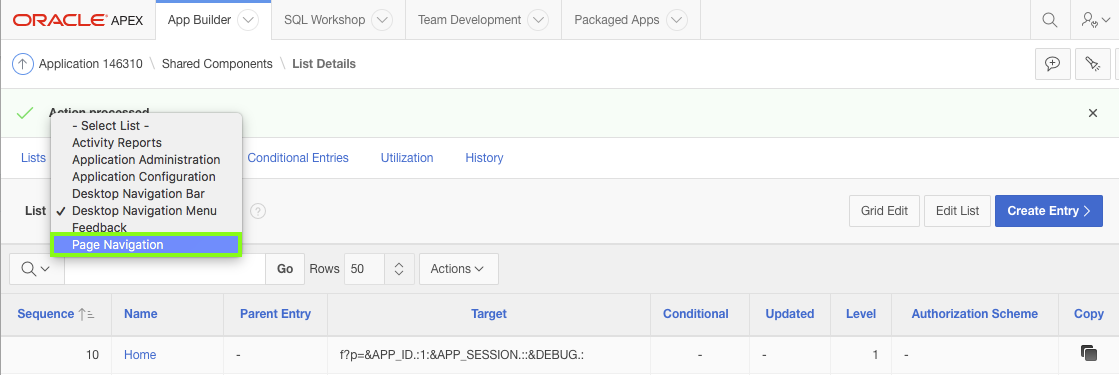 ORACLE APEX App Builder SQL Workshop Team Development Packaged Apps
Application 146310 \ Shared Components \ List Details
Action processed.
- Select List -
Activity Reports
Application Administration
Application Configuration
Desktop Navigation Bar
✓ Desktop Navigation Menu
Feedback
Page Navigation
Lists Conditional Entries Utilization History
List ? Grid Edit Edit List Create Entry >
Go Rows 50 Actions
Sequence Name Parent Entry Target Conditional Updated Level Authorization Scheme Copy
10 Home - f?p=&APP_ID.:1:&APP_SESSION.::&DEBUG.: - - 1 -